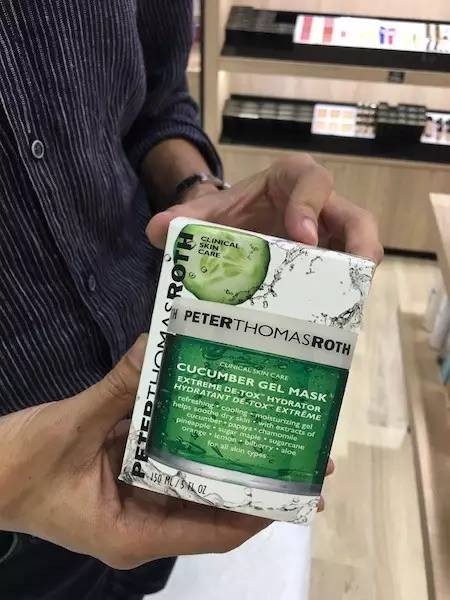 CLINICAL
SKIN
CARE
PETERTHOMASROTH
H PETERTHOMASROTH
CLINICAL SKIN CARE
CUCUMBER GEL MASK
EXTREME DE-TOX™ HYDRATOR
HYDRATANT DE-TOX™ EXTRÊME
refreshing • cooling • moisturizing gel
helps soothe dry skin • with extracts of
cucumber • papaya • chamomile
pineapple • sugar maple • sugarcane
orange • lemon • bilberry • aloe
for all skin types
150 ML/5 FL OZ